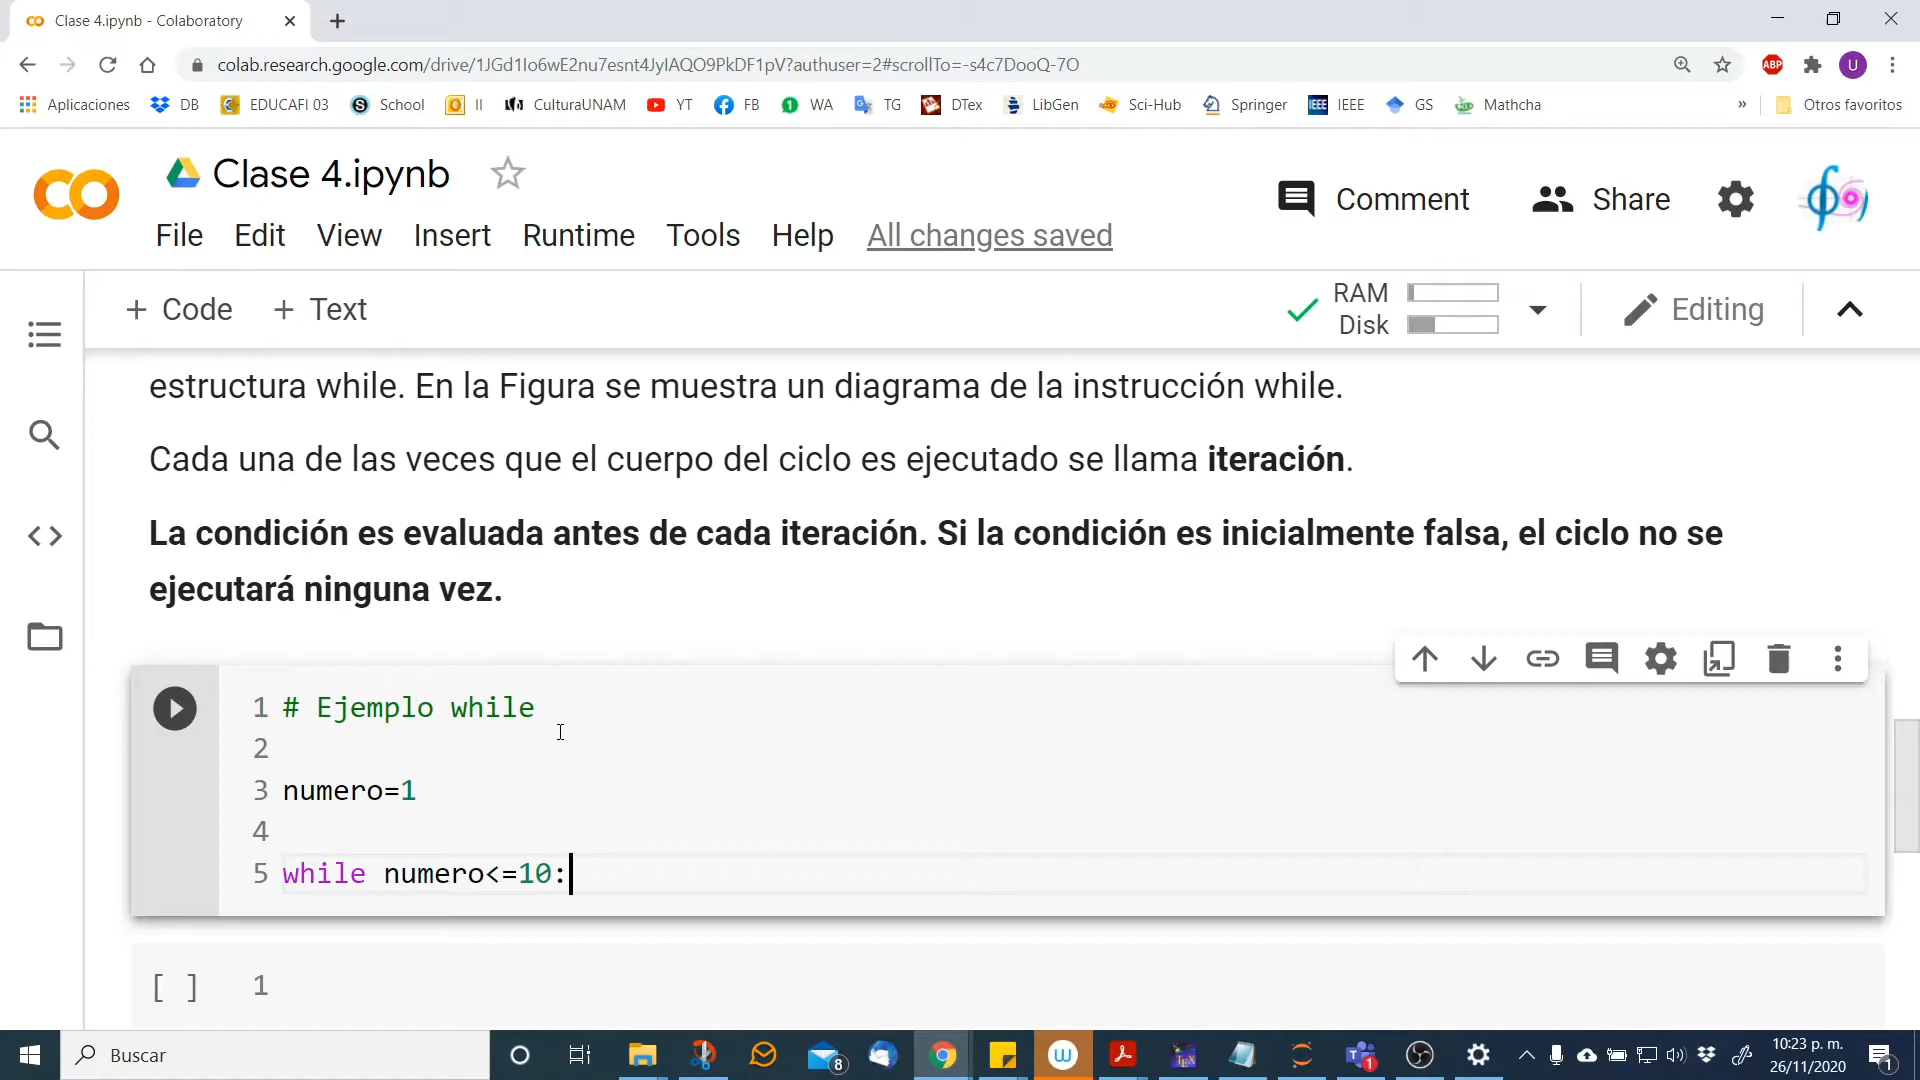 Clase 4.ipynb - Colaboratory
colab.research.google.com/drive/1JGd1Io6wE2nu7esnt4JyIAQO9PkDF1pV?authuser=2#scrollTo=-s4c7DooQ-7O
ABP
U
Aplicaciones DB EDUCAFI 03 School II CulturaUNAM YT FB WA TG DTex LibGen Sci-Hub Springer IEEE IEEE GS Mathcha » Otros favoritos
Clase 4.ipynb
Comment Share
File Edit View Insert Runtime Tools Help All changes saved
+ Code + Text
RAM
Disk
Editing
estructura while. En la Figura se muestra un diagrama de la instrucción while.
Cada una de las veces que el cuerpo del ciclo es ejecutado se llama iteración.
La condición es evaluada antes de cada iteración. Si la condición es inicialmente falsa, el ciclo no se
ejecutará ninguna vez.
1 # Ejemplo while
2
3 numero=1
4
5 while numero<=10:
[ ] 1
Buscar
8
1
10:23 p. m.
26/11/2020
1